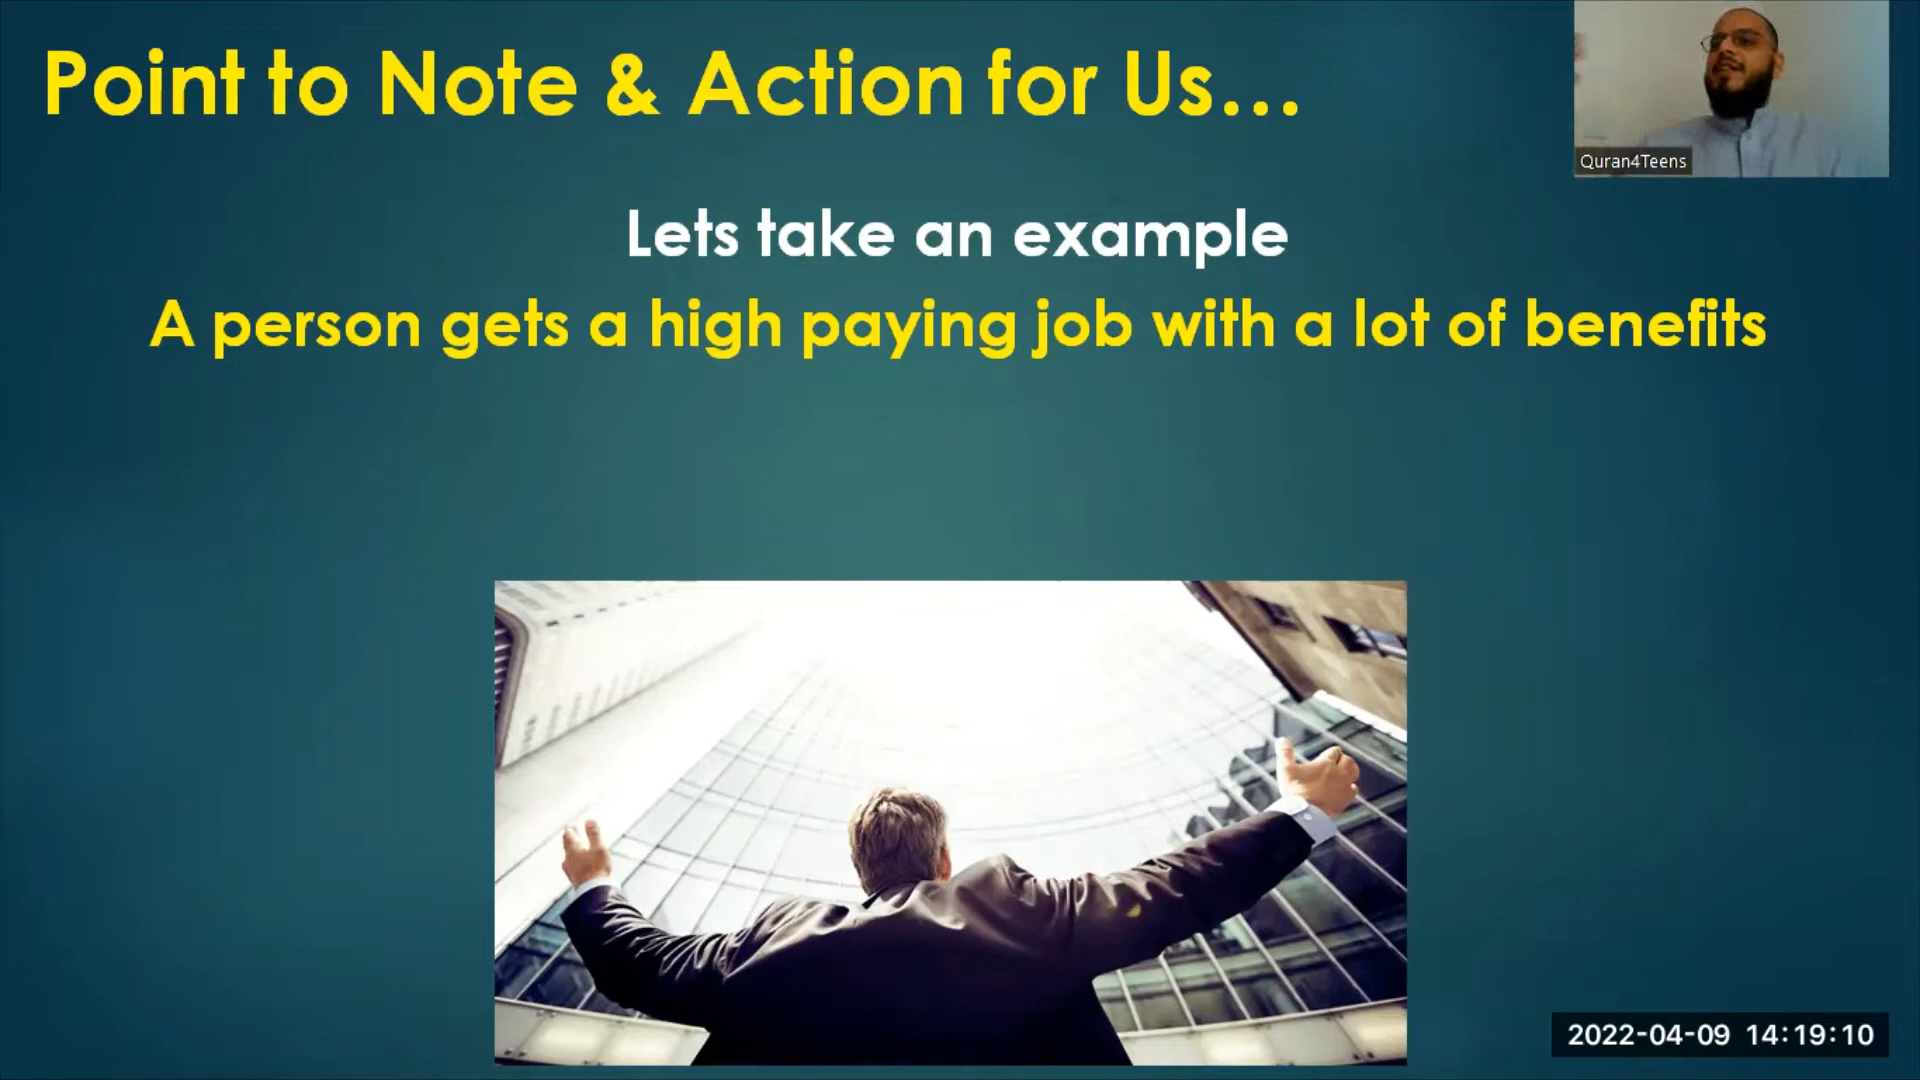 Point to Note & Action for Us...
Quran4Teens
Lets take an example
A person gets a high paying job with a lot of benefits
2022-04-09 14:19:10